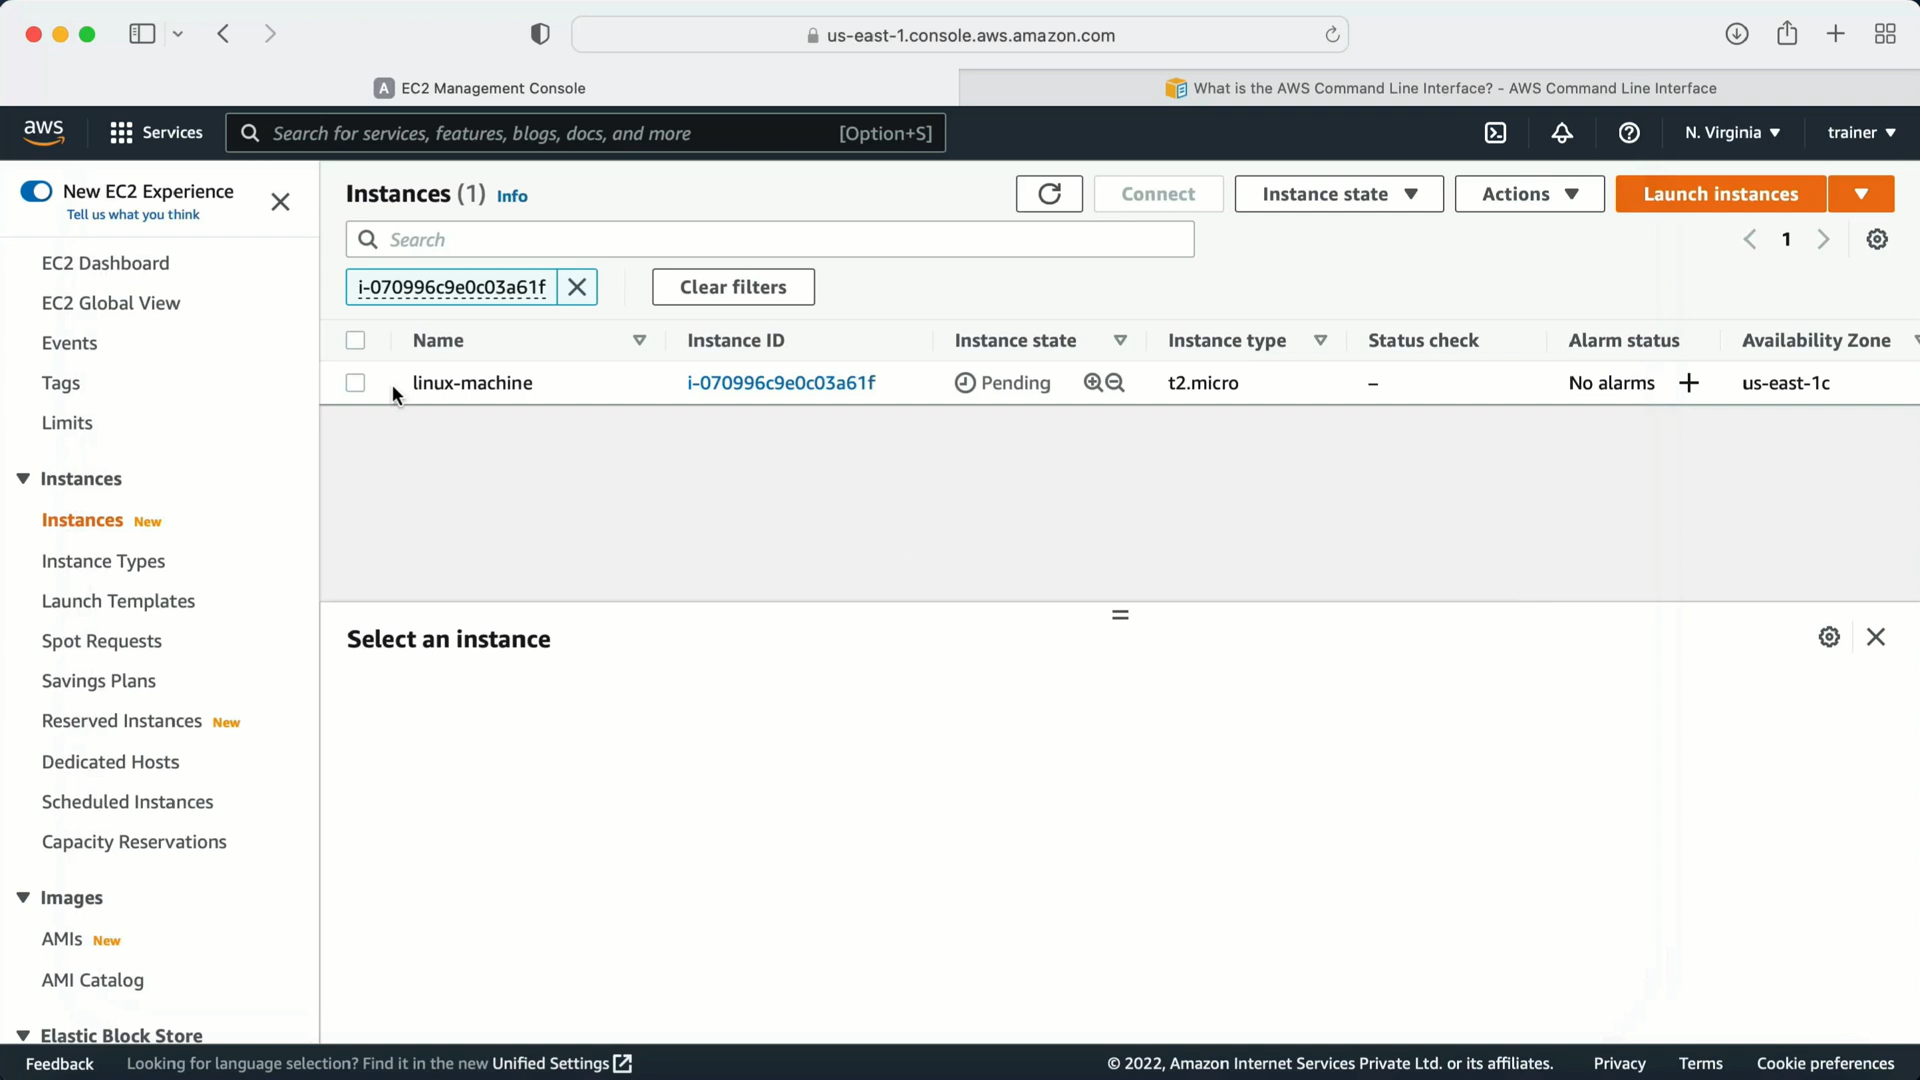 us-east-1.console.aws.amazon.com
A EC2 Management Console
What is the AWS Command Line Interface? - AWS Command Line Interface
aws
Services
Search for services, features, blogs, docs, and more [Option+S]
N. Virginia
trainer
New EC2 Experience
Tell us what you think
EC2 Dashboard
EC2 Global View
Events
Tags
Limits
Instances
Instances New
Instance Types
Launch Templates
Spot Requests
Savings Plans
Reserved Instances New
Dedicated Hosts
Scheduled Instances
Capacity Reservations
Images
AMIs New
AMI Catalog
Elastic Block Store
Instances (1) Info
Connect
Instance state
Actions
Launch instances
Search
1
i-070996c9e0c03a61f
Clear filters
Name Instance ID Instance state Instance type Status check Alarm status Availability Zone
linux-machine i-070996c9e0c03a61f Pending t2.micro – No alarms + us-east-1c
Select an instance
Feedback Looking for language selection? Find it in the new Unified Settings © 2022, Amazon Internet Services Private Ltd. or its affiliates. Privacy Terms Cookie preferences